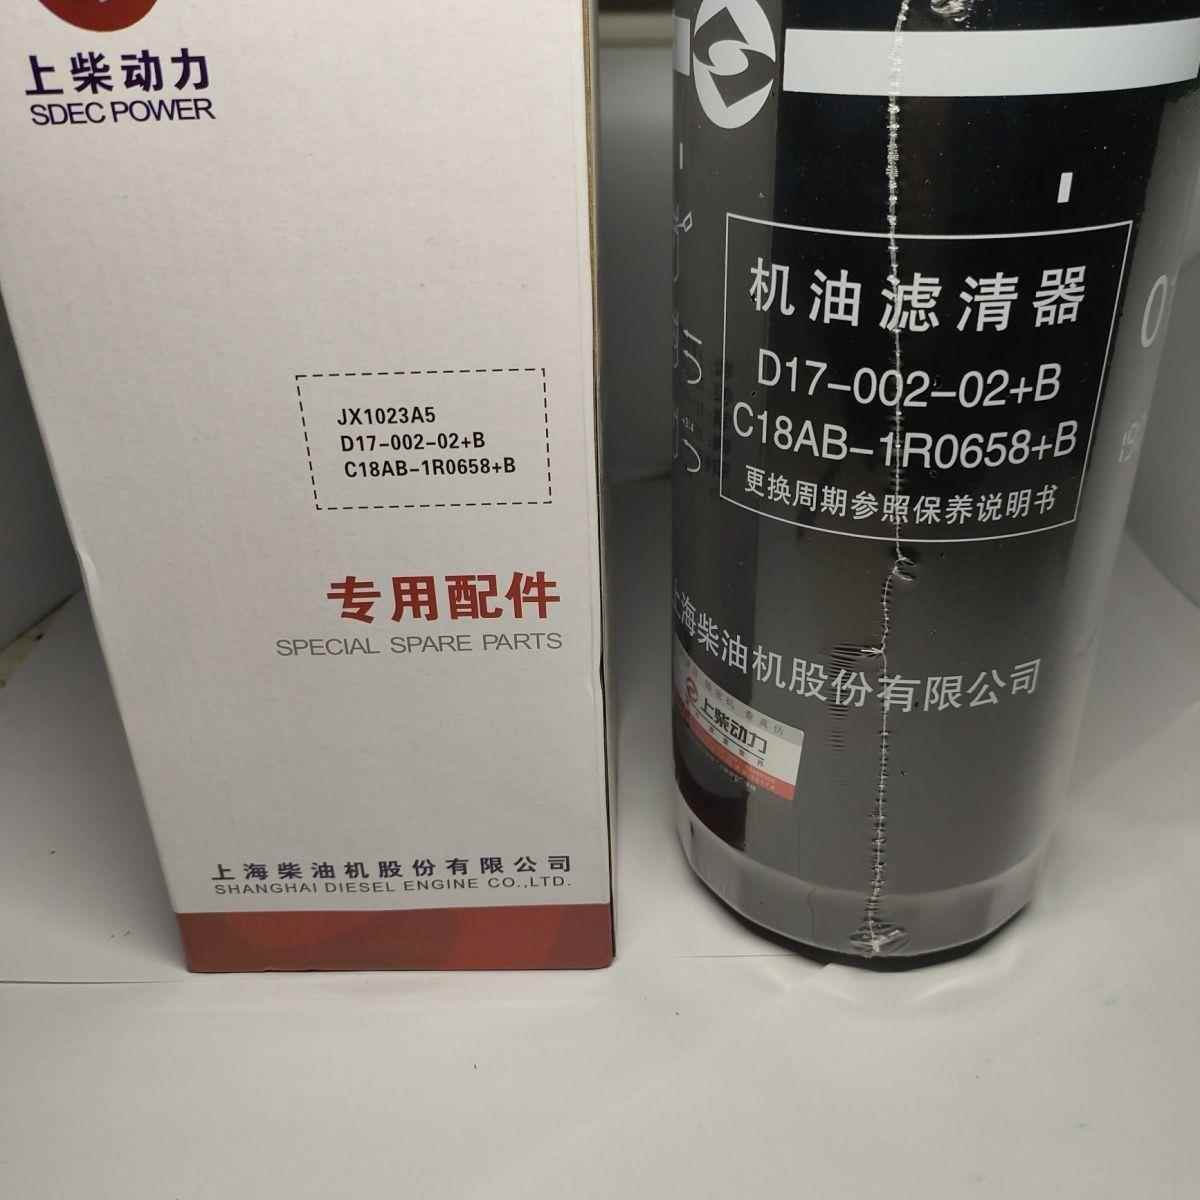 上柴动力
SDEC POWER
JX1023A5
D17-002-02+B
C18AB-1R0658+B
专用配件
SPECIAL SPARE PARTS
上海柴油机股份有限公司
SHANGHAI DIESEL ENGINE CO.,LTD.
机油滤清器
D17-002-02+B
C18AB-1R0658+B
更换周期参照保养说明书
上海柴油机股份有限公司
上柴动力